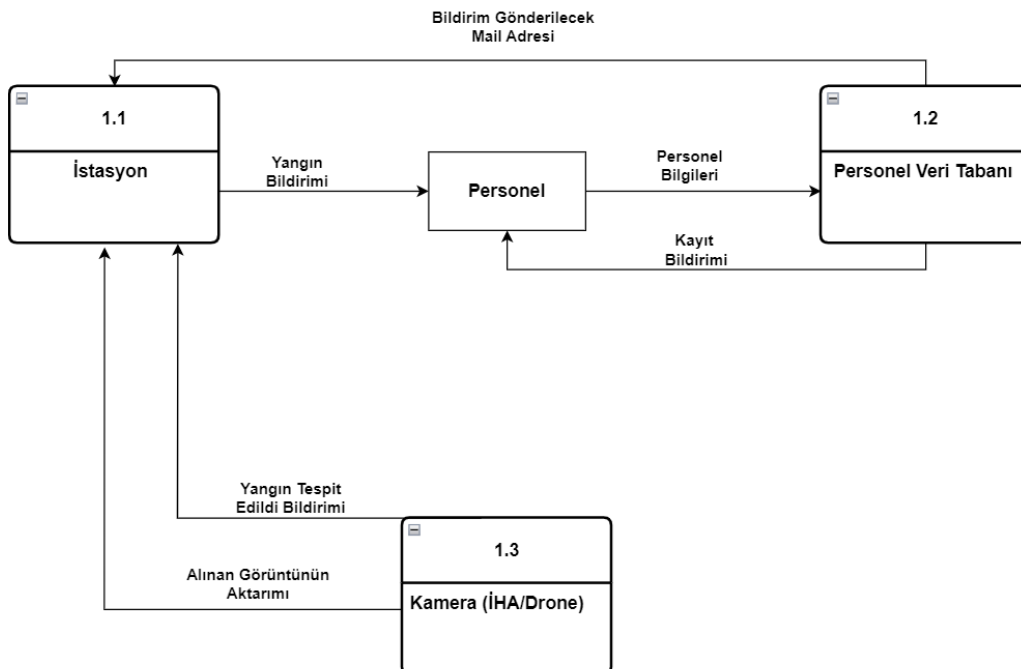 Bildirim Gönderilecek
Mail Adresi
1.1
İstasyon
Yangın
Bildirimi
Personel
Personel
Bilgileri
1.2
Personel Veri Tabanı
Kayıt
Bildirimi
Yangın Tespit
Edildi Bildirimi
Alınan Görüntünün
Aktarımı
1.3
Kamera (İHA/Drone)